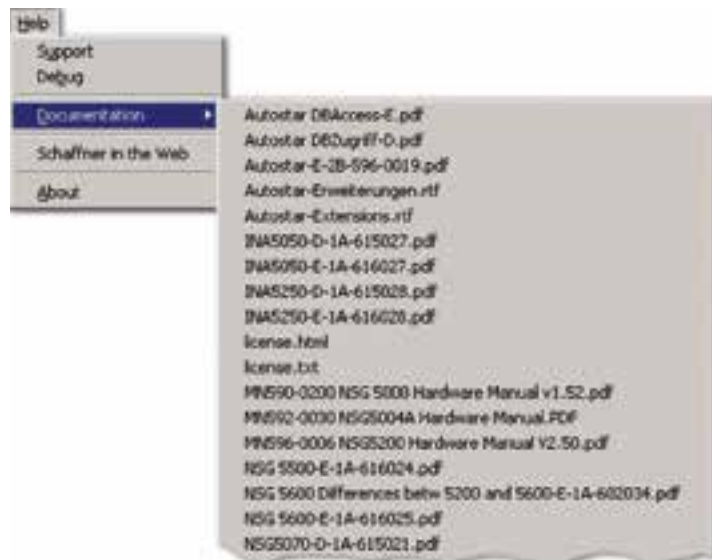 Help
Support
Debug
Documentation
Schaffner in the Web
About
Autostar DBAccess-E.pdf
Autostar DBZugriff-D.pdf
Autostar-E-2B-596-0019.pdf
Autostar-Erweiterungen.rtf
Autostar-Extensions.rtf
INA5050-D-1A-615027.pdf
INA5050-E-1A-616027.pdf
INA5250-D-1A-615028.pdf
INA5250-E-1A-616028.pdf
license.html
license.txt
MN590-0200 NSG 5000 Hardware Manual v1.52.pdf
MN592-0030 NSG5004A Hardware Manual.PDF
MN596-0006 NSG5200 Hardware Manual V2.50.pdf
NSG 5500-E-1A-616024.pdf
NSG 5600 Differences betw 5200 and 5600-E-1A-602034.pdf
NSG 5600-E-1A-616025.pdf
NSG5070-D-1A-615021.pdf